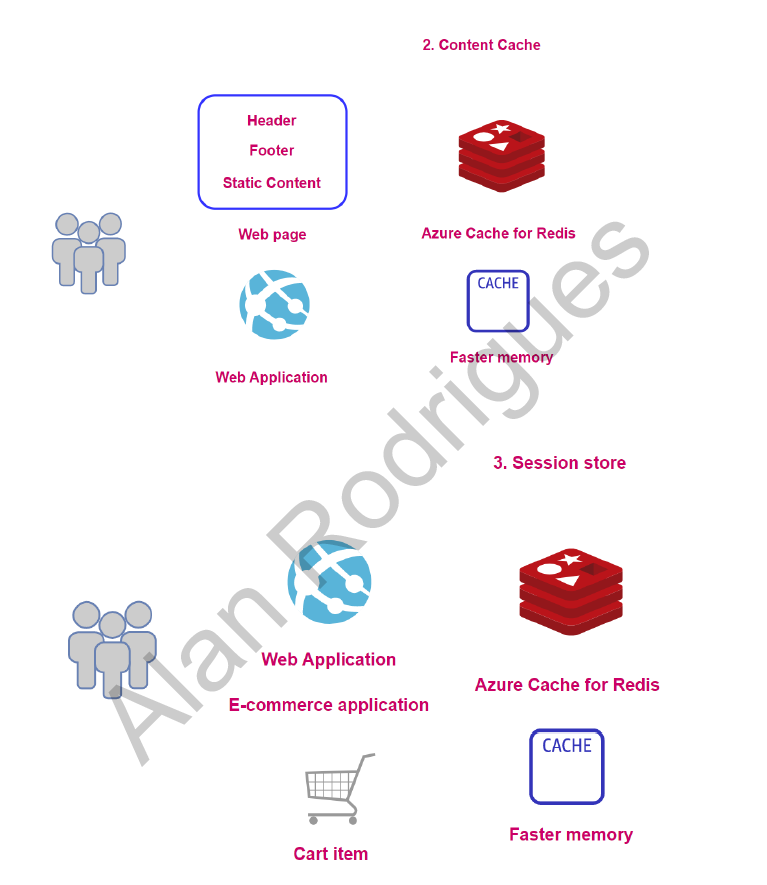 2. Content Cache
Header
Footer
Static Content
Web page
Azure Cache for Redis
CACHE
Faster memory
Web Application
3. Session store
Web Application
E-commerce application
Azure Cache for Redis
CACHE
Cart item
Faster memory
Alan Rodrigues